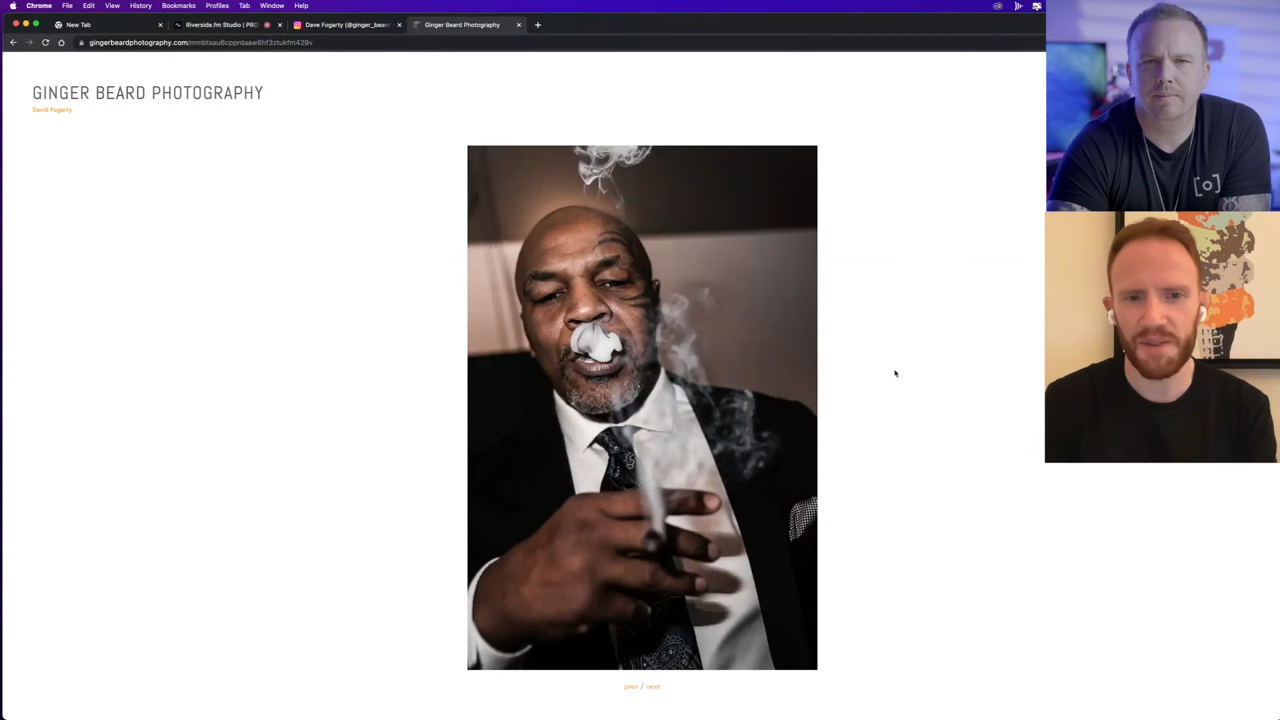 Chrome File Edit View History Bookmarks Profiles Tab Window Help
New Tab Riverside.fm Studio | PRO Dave Fogarty (@ginger_bear Ginger Beard Photography
gingerbeardphotography.com/
GINGER BEARD PHOTOGRAPHY
David Fogarty
prev / next